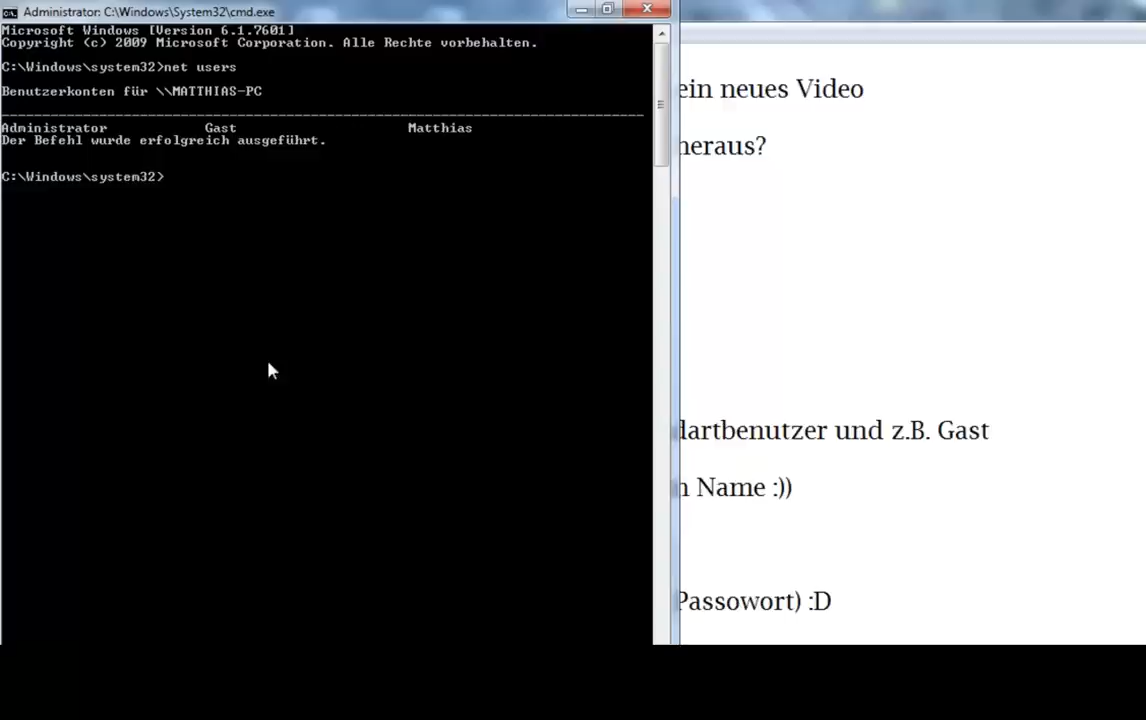 Administrator: C:\Windows\System32\cmd.exe
Microsoft Windows [Version 6.1.7601]
Copyright (c) 2009 Microsoft Corporation. Alle Rechte vorbehalten.
C:\Windows\system32>net users
Benutzerkonten für \\MATTHIAS-PC
Administrator Gast Matthias
Der Befehl wurde erfolgreich ausgeführt.
C:\Windows\system32>
ein neues Video
heraus?
dartbenutzer und z.B. Gast
n Name :))
Passowort) :D